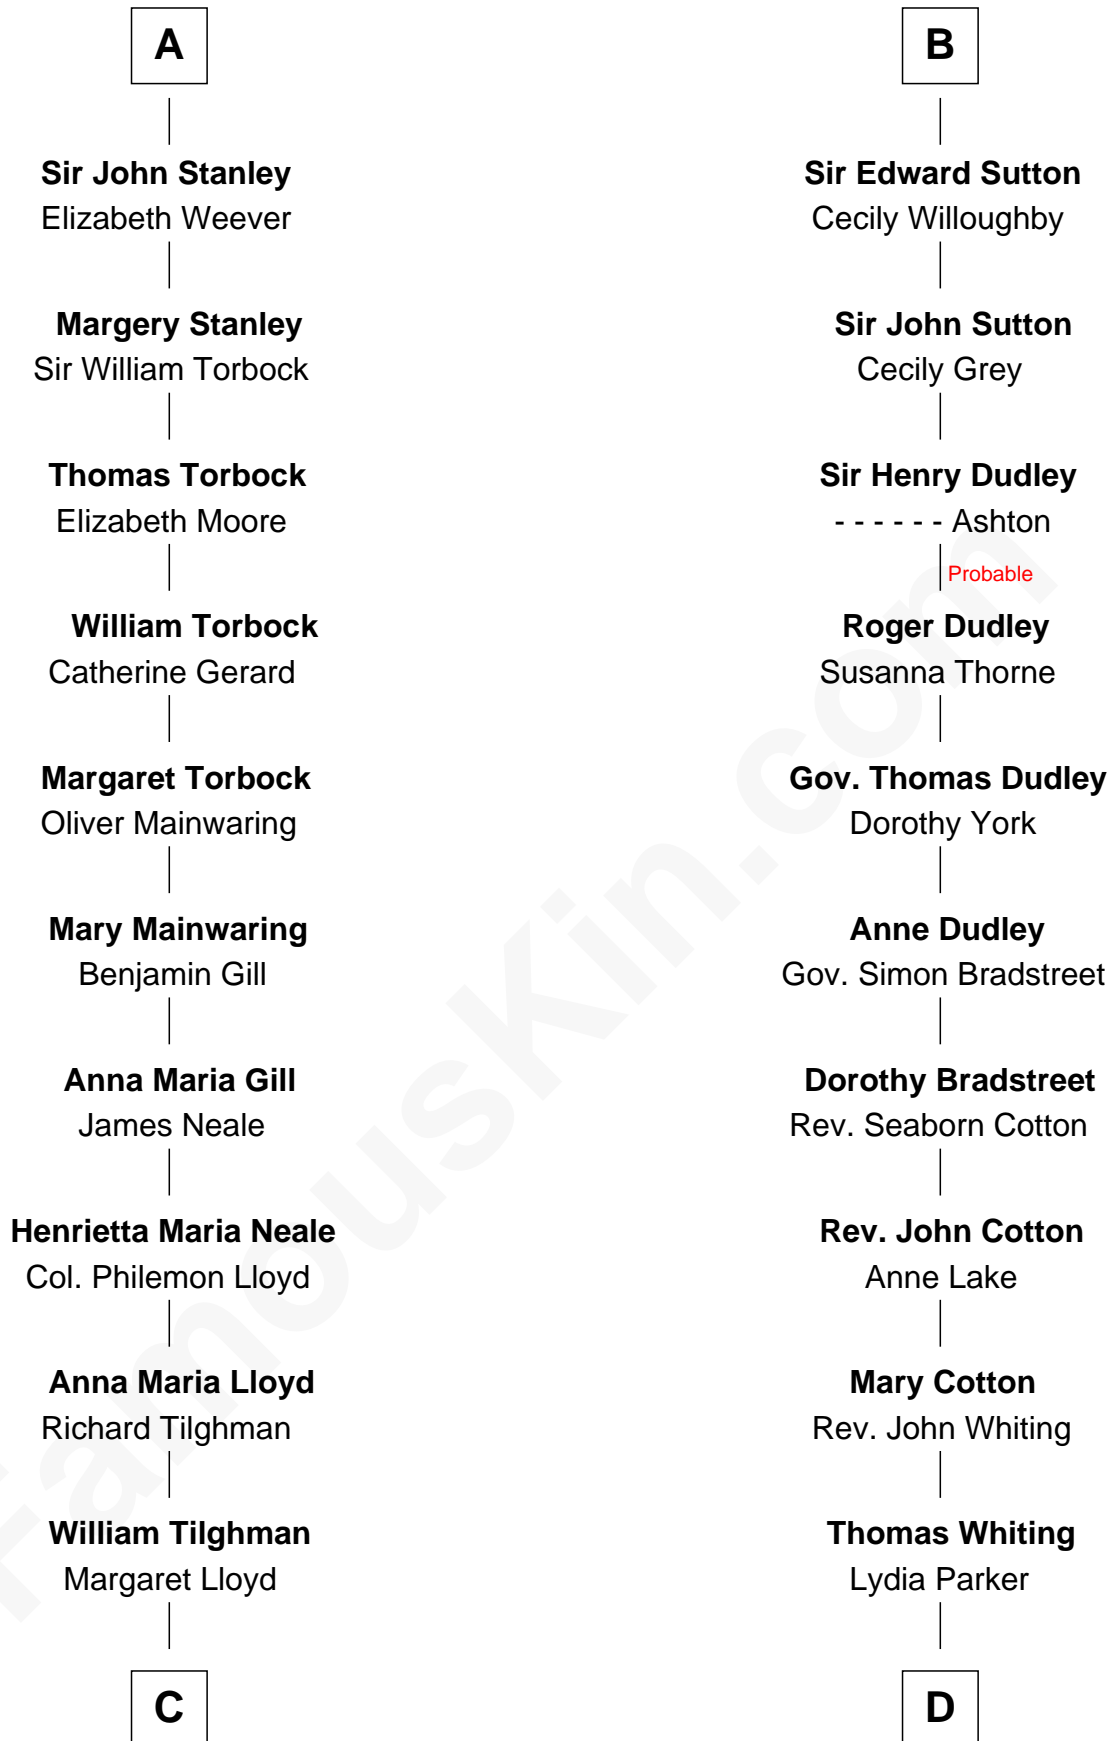 A
Sir John Stanley
Elizabeth Weever
Margery Stanley
Sir William Torbock
Thomas Torbock
Elizabeth Moore
William Torbock
Catherine Gerard
Margaret Torbock
Oliver Mainwaring
Mary Mainwaring
Benjamin Gill
Anna Maria Gill
James Neale
Henrietta Maria Neale
Col. Philemon Lloyd
Anna Maria Lloyd
Richard Tilghman
William Tilghman
Margaret Lloyd
C
B
Sir Edward Sutton
Cecily Willoughby
Sir John Sutton
Cecily Grey
Sir Henry Dudley
- - - - - - Ashton
Probable
Roger Dudley
Susanna Thorne
Gov. Thomas Dudley
Dorothy York
Anne Dudley
Gov. Simon Bradstreet
Dorothy Bradstreet
Rev. Seaborn Cotton
Rev. John Cotton
Anne Lake
Mary Cotton
Rev. John Whiting
Thomas Whiting
Lydia Parker
D
FamousKin.com